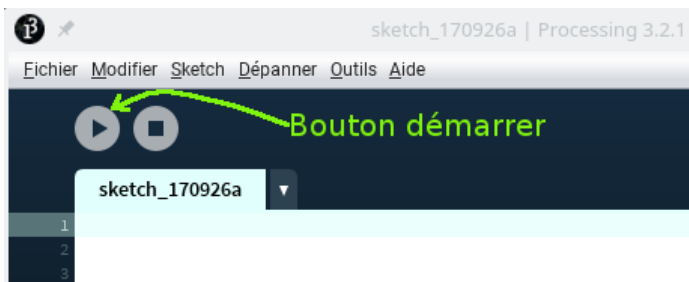 sketch_170926a | Processing 3.2.1
Fichier Modifier Sketch Dépanner Outils Aide
Bouton démarrer
sketch_170926a
1
2
3